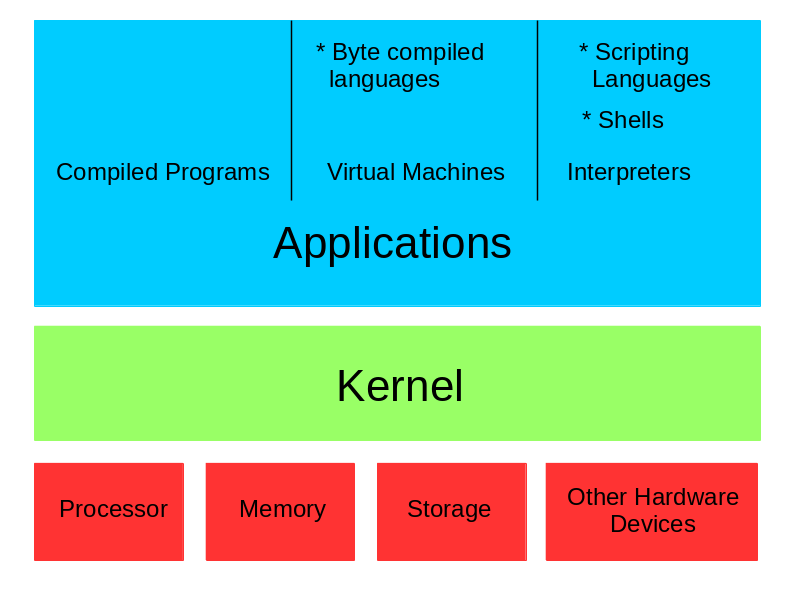 * Byte compiled
languages
* Scripting
Languages
* Shells
Compiled Programs
Virtual Machines
Interpreters
Applications
Kernel
Processor
Memory
Storage
Other Hardware
Devices